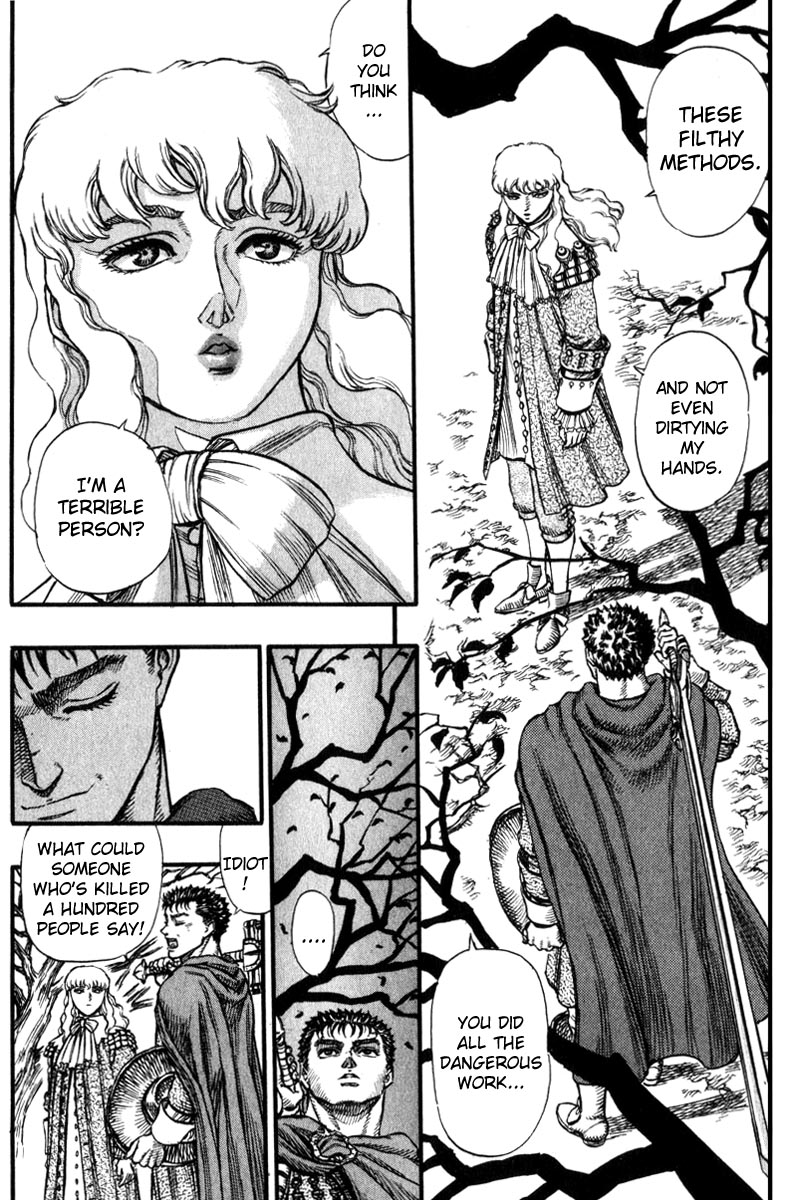 THESE
FILTHY
METHODS.
AND NOT
EVEN
DIRTYING
MY
HANDS.
YOU DID
ALL THE
DANGEROUS
WORK...
DO
YOU
THINK
...
I'M A
TERRIBLE
PERSON?
....
IDIOT
!
WHAT COULD
SOMEONE
WHO'S KILLED
A HUNDRED
PEOPLE SAY!